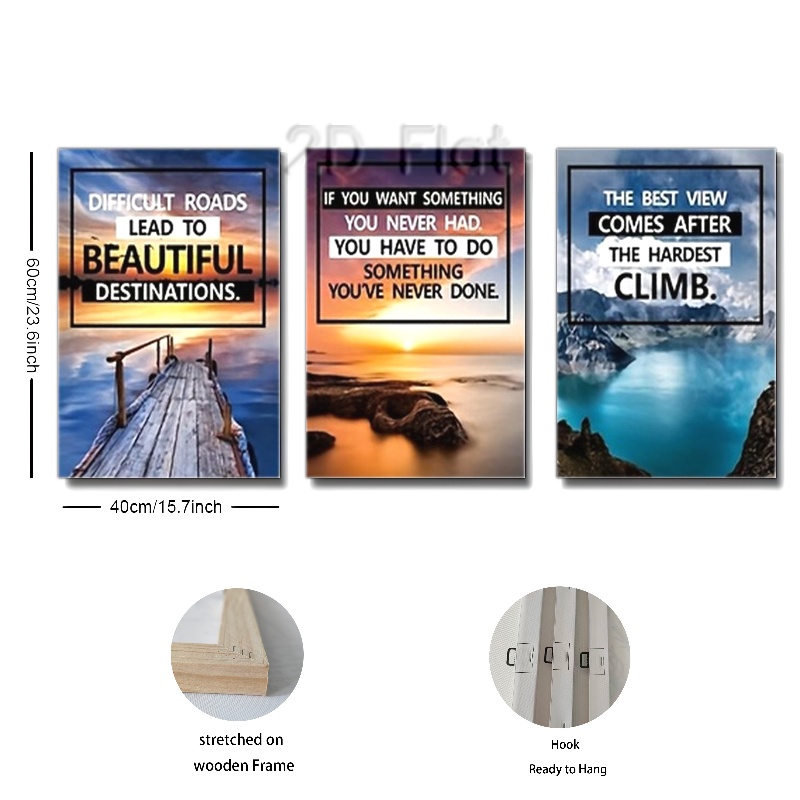 2D Flat
DIFFICULT ROADS
LEAD TO
BEAUTIFUL
DESTINATIONS.
IF YOU WANT SOMETHING
YOU NEVER HAD.
YOU HAVE TO DO
SOMETHING
YOU'VE NEVER DONE.
THE BEST VIEW
COMES AFTER
THE HARDEST
CLIMB.
60cm/23.6inch
40cm/15.7inch
stretched on
wooden Frame
Hook
Ready to Hang